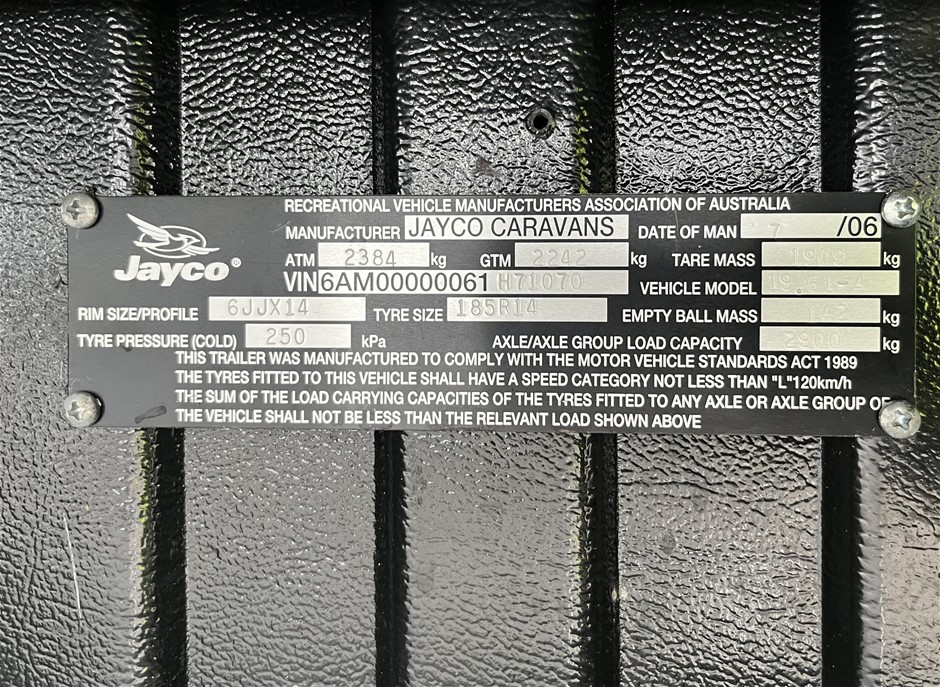 RECREATIONAL VEHICLE MANUFACTURERS ASSOCIATION OF AUSTRALIA
Jayco®
MANUFACTURER JAYCO CARAVANS DATE OF MAN 7 /06
ATM 2384 kg GTM 2242 kg TARE MASS kg
VIN 6AM00000061 H71070 VEHICLE MODEL
RIM SIZE/PROFILE 6JJX14 TYRE SIZE 185R14 EMPTY BALL MASS 142 kg
TYRE PRESSURE (COLD) 250 kPa AXLE/AXLE GROUP LOAD CAPACITY 2900 kg
THIS TRAILER WAS MANUFACTURED TO COMPLY WITH THE MOTOR VEHICLE STANDARDS ACT 1989
THE TYRES FITTED TO THIS VEHICLE SHALL HAVE A SPEED CATEGORY NOT LESS THAN "L"120km/h
THE SUM OF THE LOAD CARRYING CAPACITIES OF THE TYRES FITTED TO ANY AXLE OR AXLE GROUP OF
THE VEHICLE SHALL NOT BE LESS THAN THE RELEVANT LOAD SHOWN ABOVE